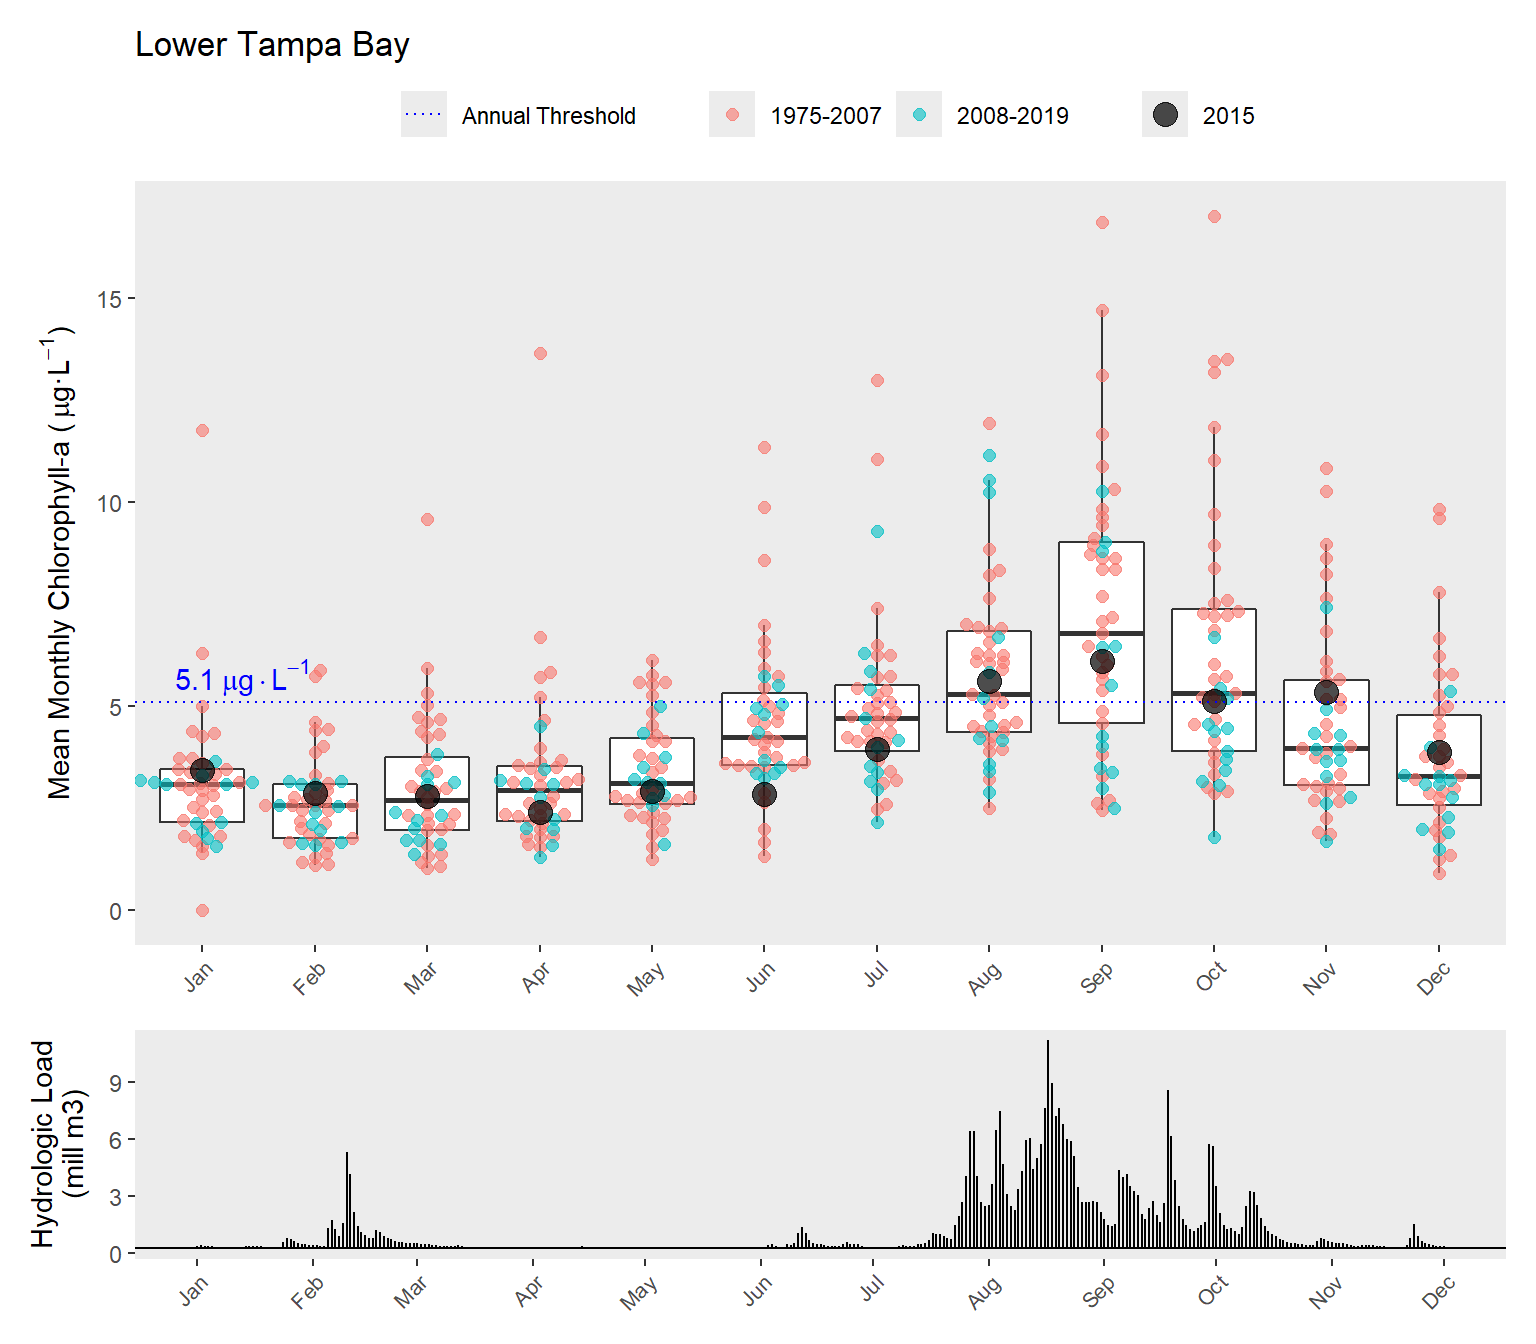 Lower Tampa Bay
Annual Threshold 1975-2007 2008-2019 2015
Mean Monthly Chlorophyll-a ( μg·L⁻¹)
15
10
5
0
5.1 μg·L⁻¹
Jan Feb Mar Apr May Jun Jul Aug Sep Oct Nov Dec
Hydrologic Load
(mill m3)
9
6
3
0
Jan Feb Mar Apr May Jun Jul Aug Sep Oct Nov Dec